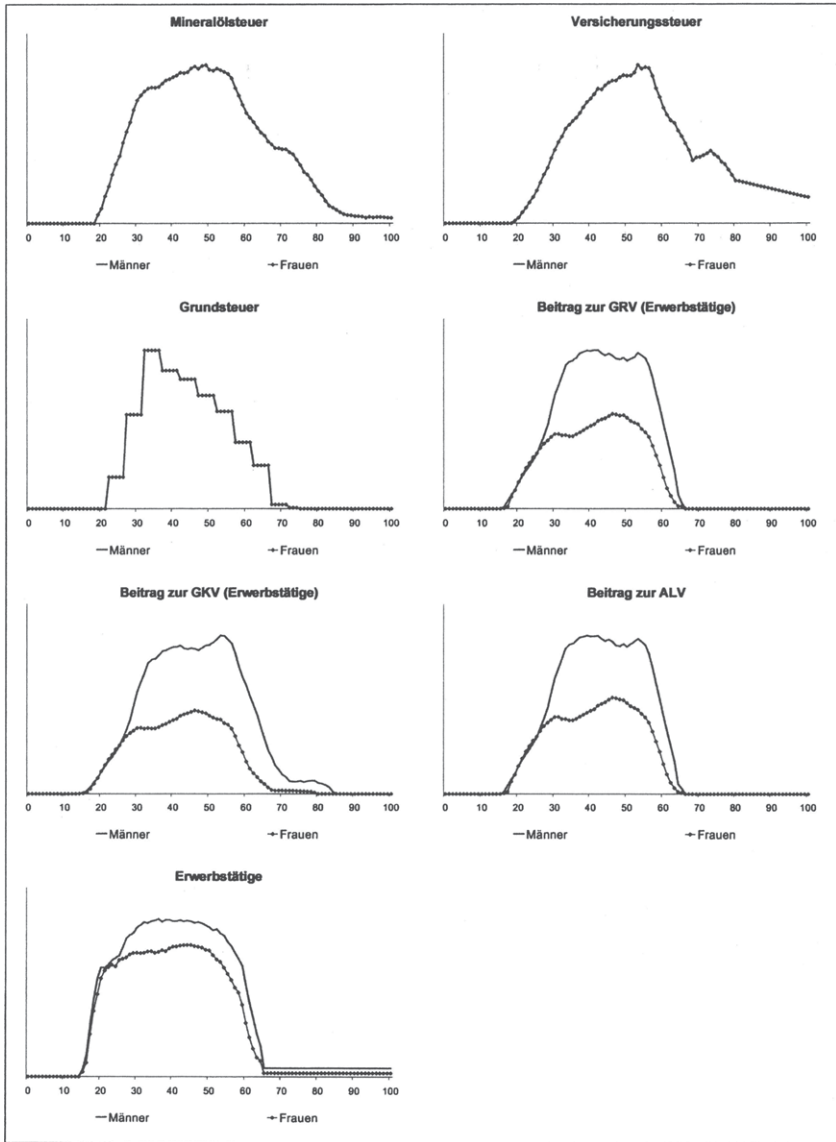 Mineralölsteuer
0 10 20 30 40 50 60 70 80 90 100
Männer Frauen
Versicherungssteuer
0 10 20 30 40 50 60 70 80 90 100
Männer Frauen
Grundsteuer
0 10 20 30 40 50 60 70 80 90 100
Männer Frauen
Beitrag zur GRV (Erwerbstätige)
0 10 20 30 40 50 60 70 80 90 100
Männer Frauen
Beitrag zur GKV (Erwerbstätige)
0 10 20 30 40 50 60 70 80 90 100
Männer Frauen
Beitrag zur ALV
0 10 20 30 40 50 60 70 80 90 100
Männer Frauen
Erwerbstätige
0 10 20 30 40 50 60 70 80 90 100
Männer Frauen